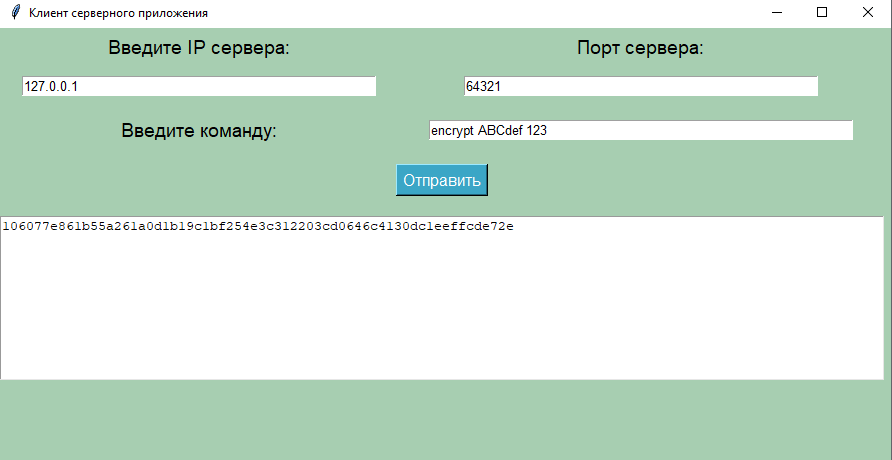 Клиент серверного приложения
Введите IP сервера: Порт сервера:
127.0.0.1 64321
Введите команду: encrypt ABCdef 123
Отправить
106077e861b55a261a0d1b19c1bf254e3c312203cd0646c4130dc1eeffcde72e